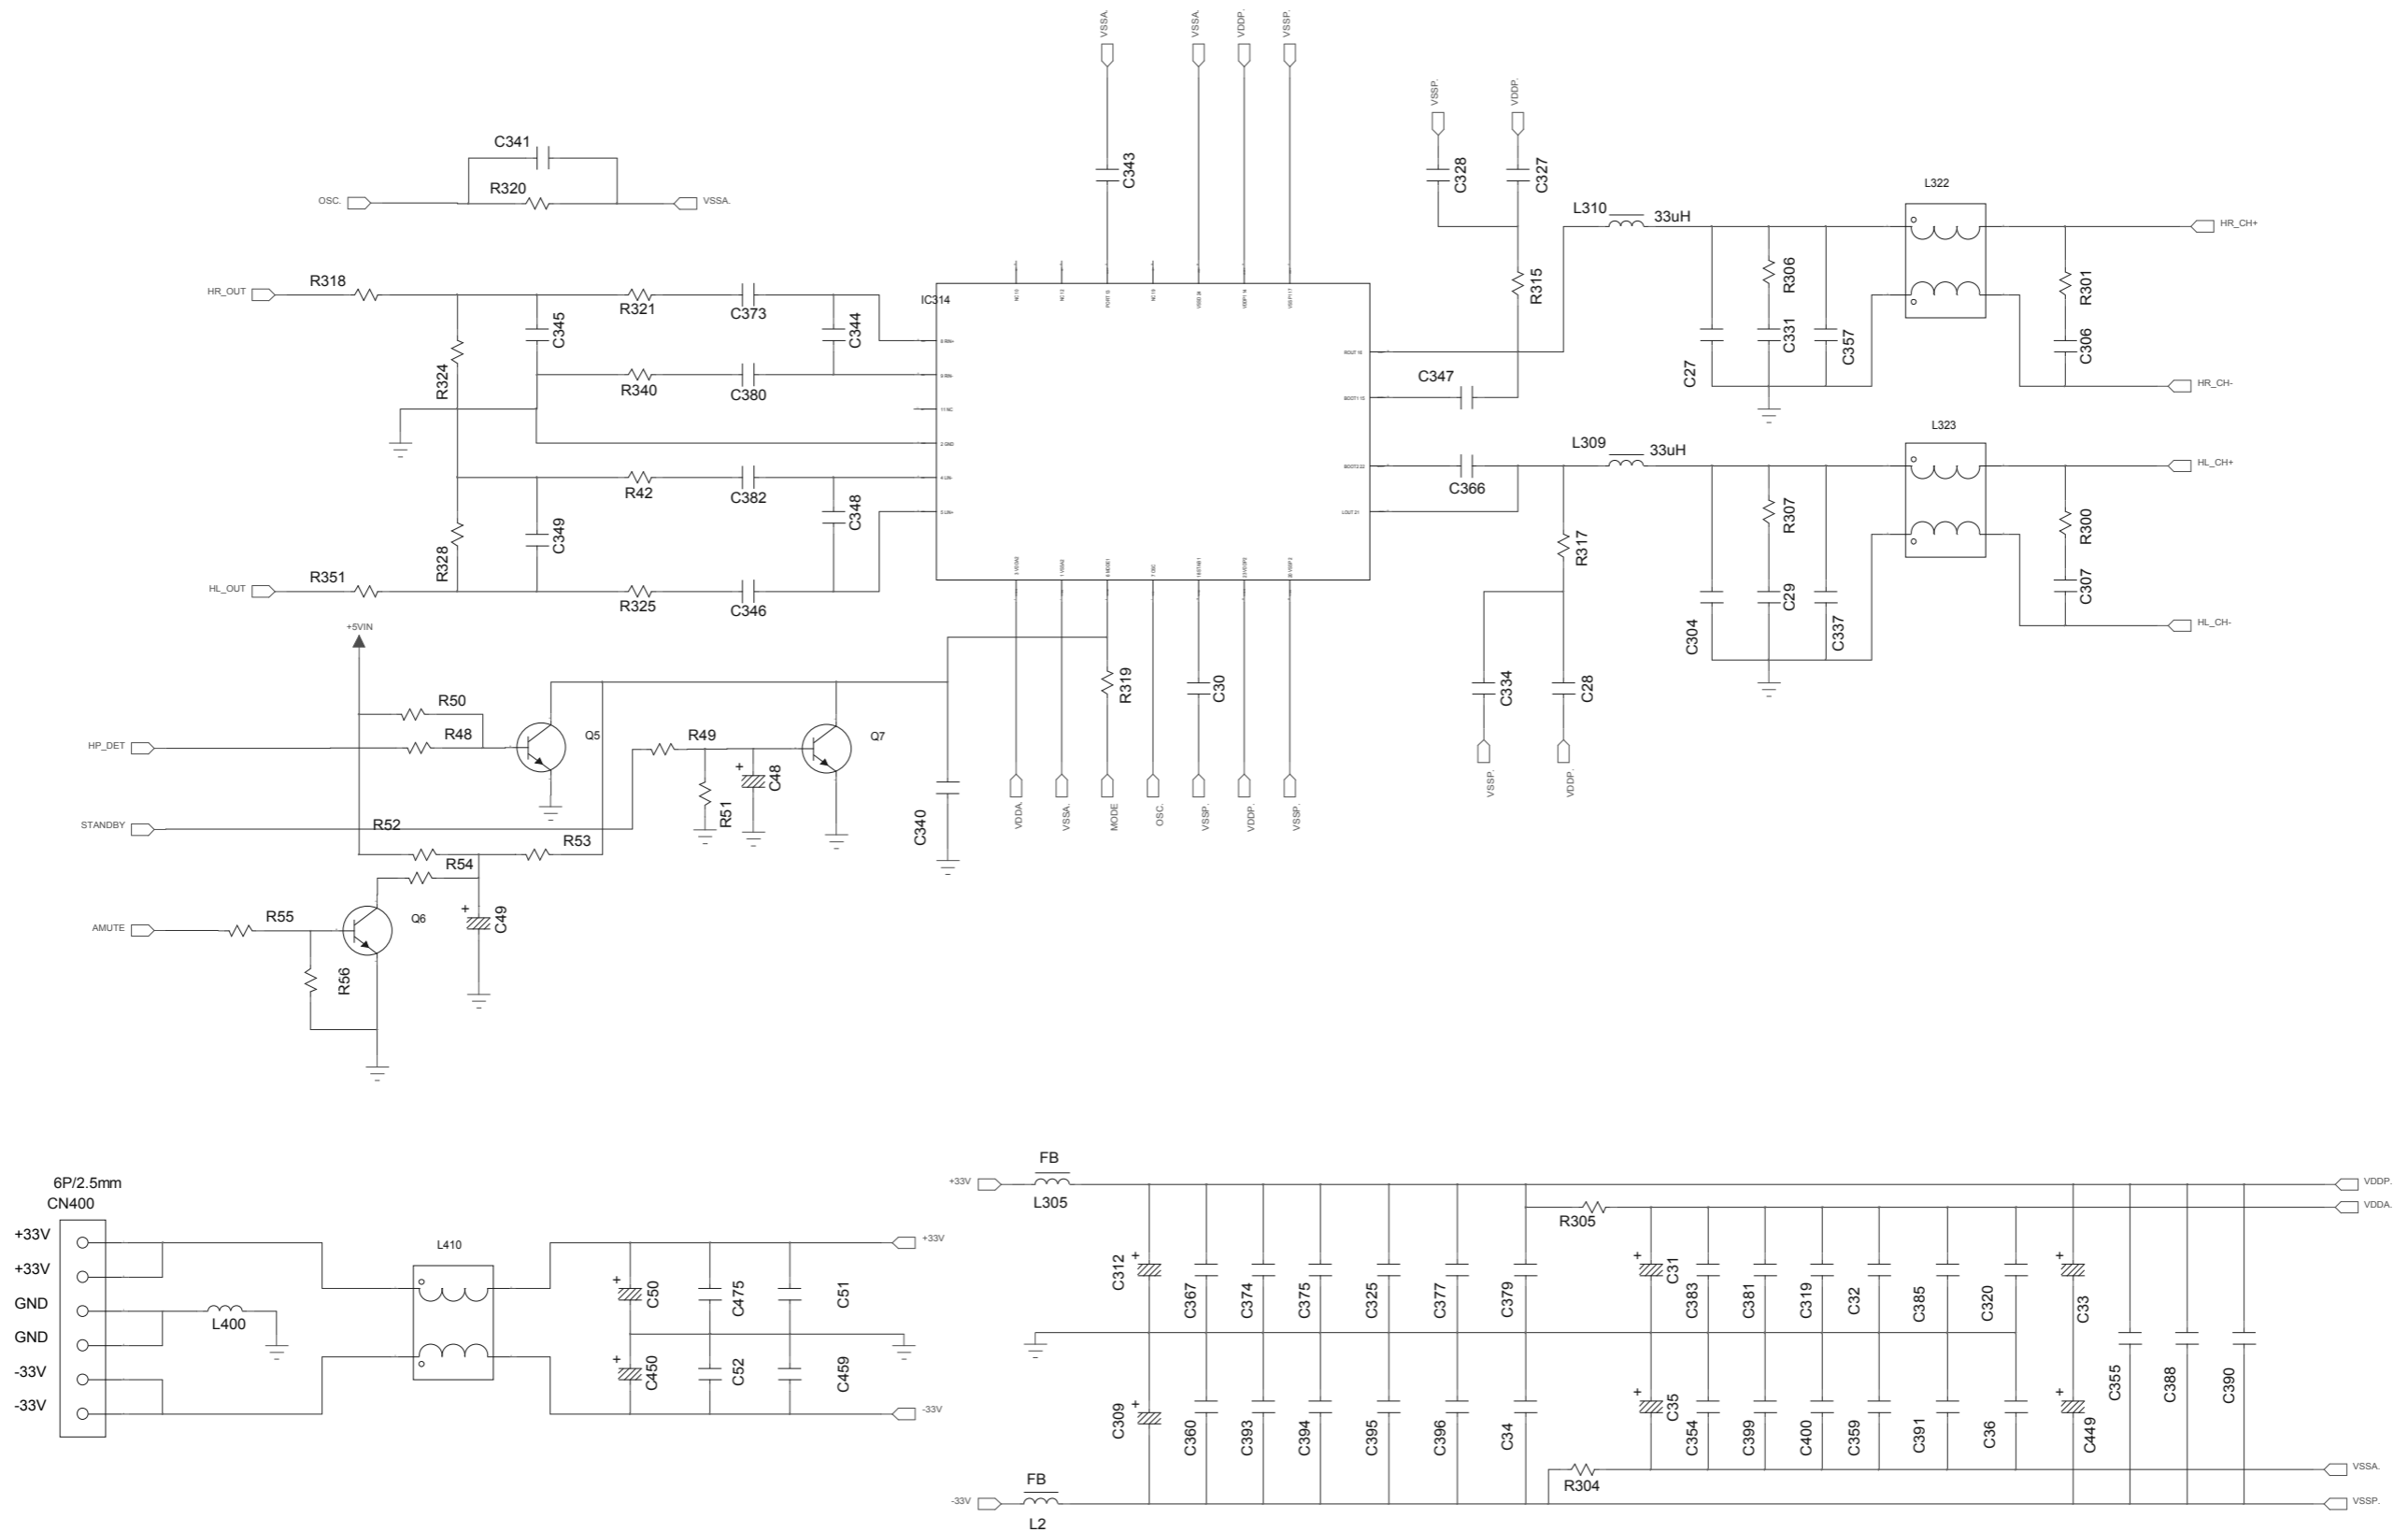 VSSA.
VSSA.
VDDP.
VSSP.
VSSP.
VDDP.
C341
R320
OSC.
VSSA.
C343
C328
C327
L310
33uH
L322
HR_CH+
R318
HR_OUT
R321
C373
C345
C344
IC314
R315
R306
R301
R324
R340
C380
C347
C27
C331
C357
C306
HR_CH-
L309
33uH
L323
HL_CH+
R42
C382
C348
C366
R328
C349
R317
R307
R300
R351
HL_OUT
R325
C346
C304
C29
C337
C307
HL_CH-
+5VIN
R50
R48
HP_DET
Q5
R49
Q7
R319
C30
C334
C28
C48
R51
STANDBY
R52
R53
C340
VDDA.
VSSA.
MODE
OSC.
VSSP.
VDDP.
VSSP.
VSSP.
VDDP.
R54
AMUTE
R55
Q6
C49
R56
6P/2.5mm
CN400
+33V
+33V
GND
GND
-33V
-33V
L400
L410
C50
C475
C51
+33V
C450
C52
C459
-33V
FB
+33V
L305
VDDP.
R305
VDDA.
C312
C367
C374
C375
C325
C377
C379
C31
C383
C381
C319
C32
C385
C320
C33
C355
C388
C390
C309
C360
C393
C394
C395
C396
C34
C35
C354
C399
C400
C359
C391
C36
C449
FB
-33V
L2
R304
VSSA.
VSSP.